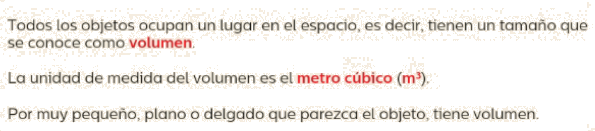 Todos los objetos ocupan un lugar en el espacio, es decir, tienen un tamaño que
se conoce como volumen.
La unidad de medida del volumen es el metro cúbico (m³).
Por muy pequeño, plano o delgado que parezca el objeto, tiene volumen.